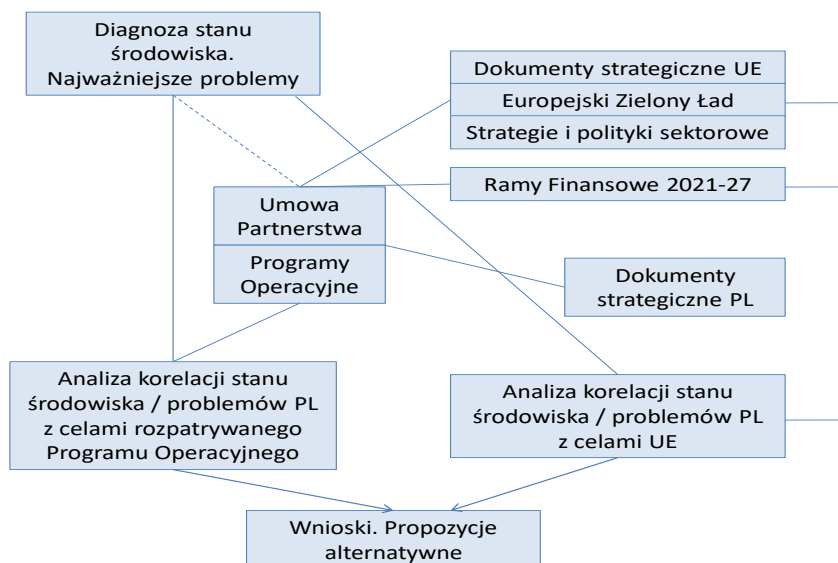 Diagnoza stanu
środowiska.
Najważniejsze problemy
Dokumenty strategiczne UE
Europejski Zielony Ład
Strategie i polityki sektorowe
Ramy Finansowe 2021-27
Umowa
Partnerstwa
Programy
Operacyjne
Dokumenty
strategiczne PL
Analiza korelacji stanu
środowiska / problemów PL
z celami rozpatrywanego
Programu Operacyjnego
Analiza korelacji stanu
środowiska / problemów PL
z celami UE
Wnioski. Propozycje
alternatywne